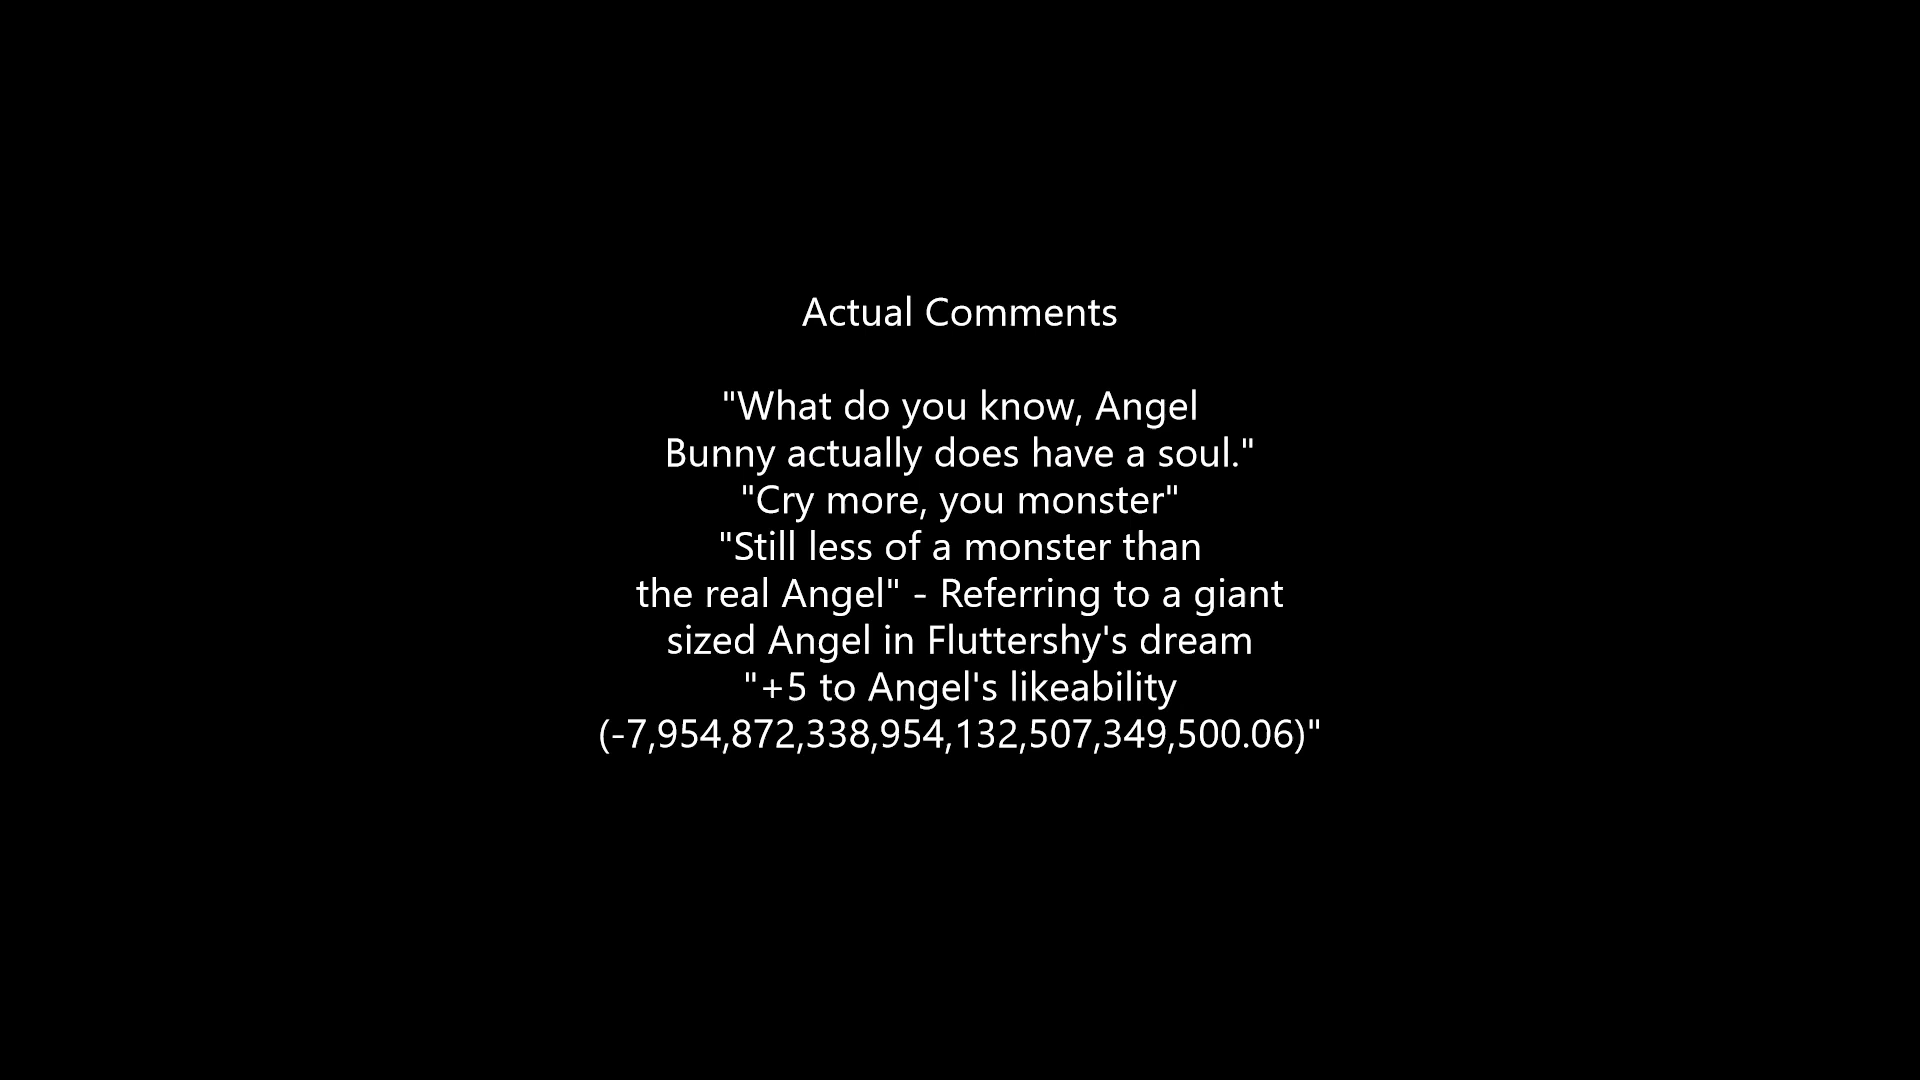 Actual Comments
"What do you know, Angel
Bunny actually does have a soul."
"Cry more, you monster"
"Still less of a monster than
the real Angel" - Referring to a giant
sized Angel in Fluttershy's dream
"+5 to Angel's likeability
(-7,954,872,338,954,132,507,349,500.06)"